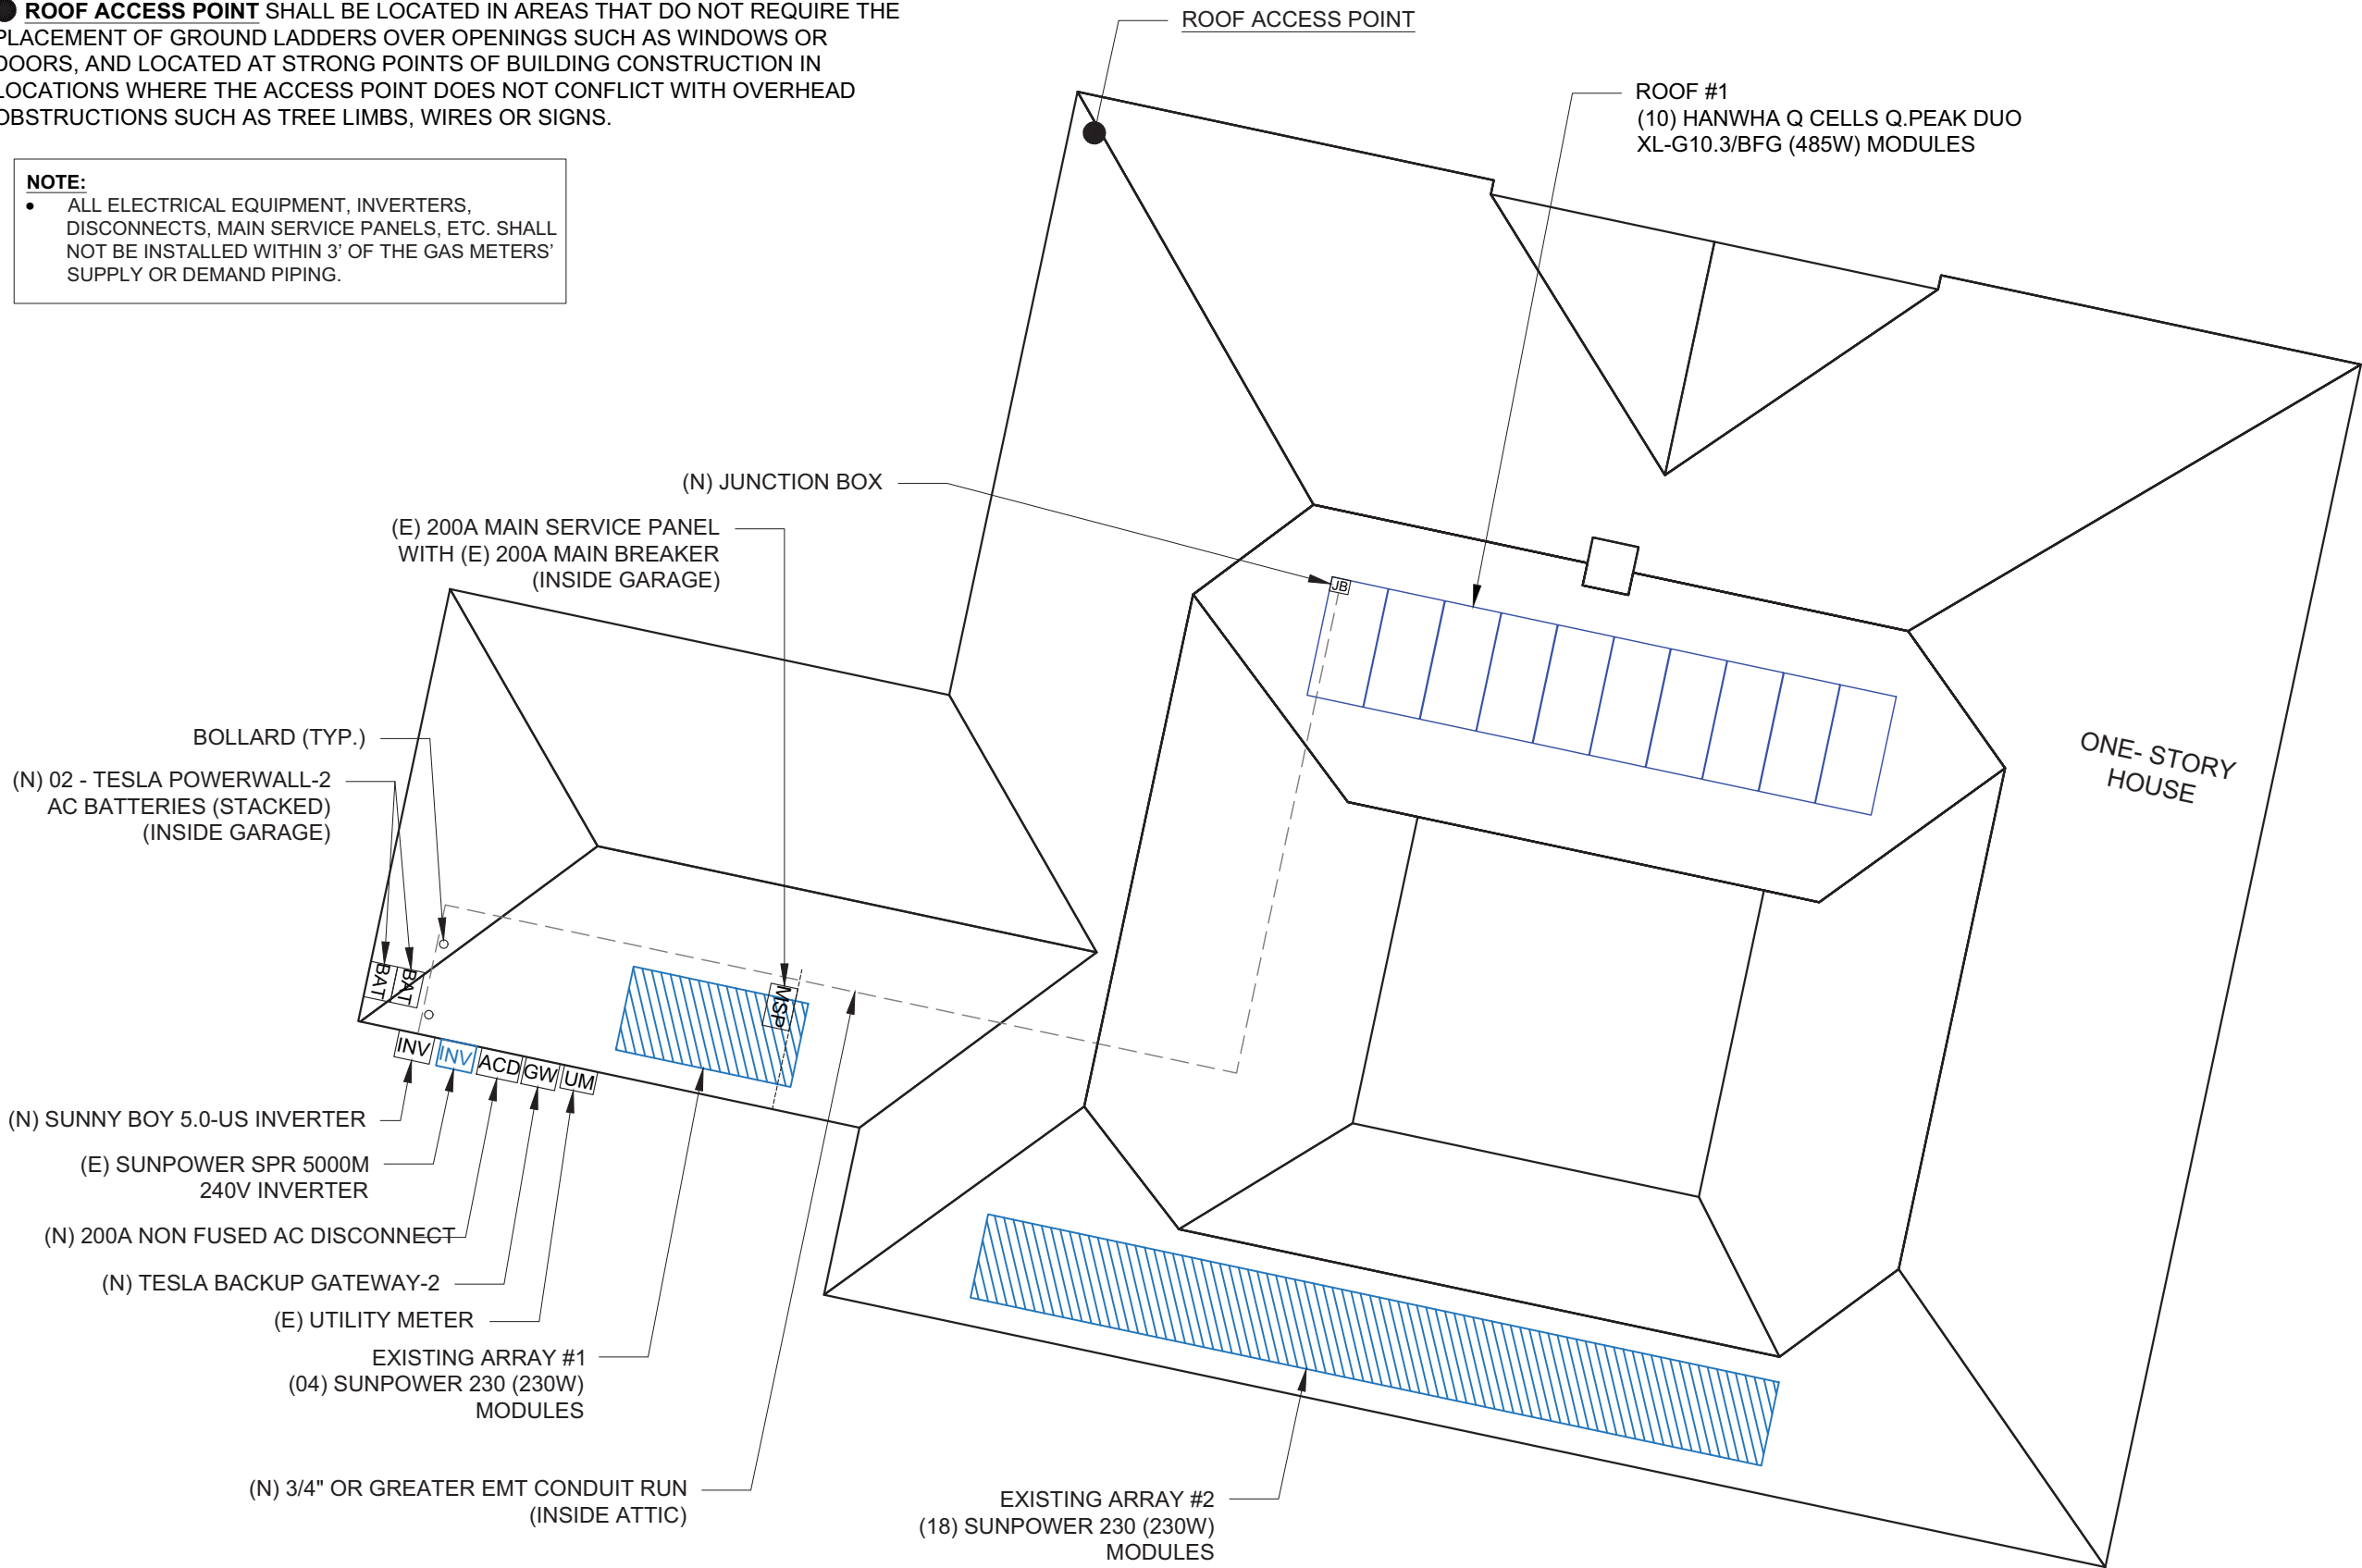 ROOF ACCESS POINT SHALL BE LOCATED IN AREAS THAT DO NOT REQUIRE THE
PLACEMENT OF GROUND LADDERS OVER OPENINGS SUCH AS WINDOWS OR
DOORS, AND LOCATED AT STRONG POINTS OF BUILDING CONSTRUCTION IN
LOCATIONS WHERE THE ACCESS POINT DOES NOT CONFLICT WITH OVERHEAD
OBSTRUCTIONS SUCH AS TREE LIMBS, WIRES OR SIGNS.
NOTE:
• ALL ELECTRICAL EQUIPMENT, INVERTERS,
DISCONNECTS, MAIN SERVICE PANELS, ETC. SHALL
NOT BE INSTALLED WITHIN 3’ OF THE GAS METERS’
SUPPLY OR DEMAND PIPING.
ROOF ACCESS POINT
ROOF #1
(10) HANWHA Q CELLS Q.PEAK DUO
XL-G10.3/BFG (485W) MODULES
(N) JUNCTION BOX
(E) 200A MAIN SERVICE PANEL
WITH (E) 200A MAIN BREAKER
(INSIDE GARAGE)
JB
BOLLARD (TYP.)
(N) 02 - TESLA POWERWALL-2
AC BATTERIES (STACKED)
(INSIDE GARAGE)
ONE- STORY
HOUSE
BAT
BAT
MSP
INV
INV
ACD
GW
UM
(N) SUNNY BOY 5.0-US INVERTER
(E) SUNPOWER SPR 5000M
240V INVERTER
(N) 200A NON FUSED AC DISCONNECT
(N) TESLA BACKUP GATEWAY-2
(E) UTILITY METER
EXISTING ARRAY #1
(04) SUNPOWER 230 (230W)
MODULES
(N) 3/4" OR GREATER EMT CONDUIT RUN
(INSIDE ATTIC)
EXISTING ARRAY #2
(18) SUNPOWER 230 (230W)
MODULES